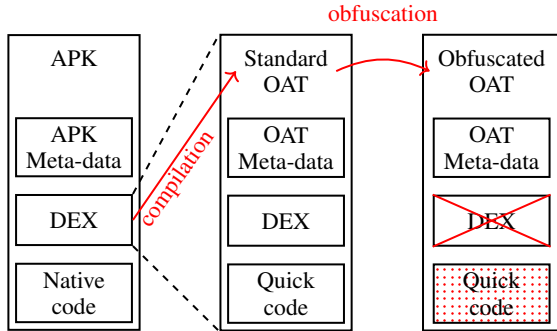 obfuscation
APK
APK
Meta-data
DEX
Native
code
compilation
Standard
OAT
OAT
Meta-data
DEX
Quick
code
Obfuscated
OAT
OAT
Meta-data
DEX
Quick
code